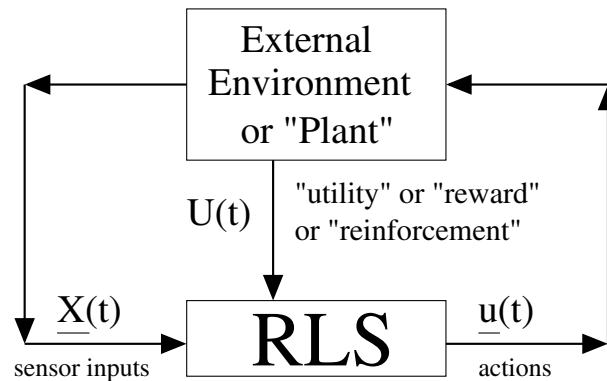 External
Environment
or "Plant"
U(t)
"utility" or "reward"
or "reinforcement"
X(t)
sensor inputs
RLS
u(t)
actions